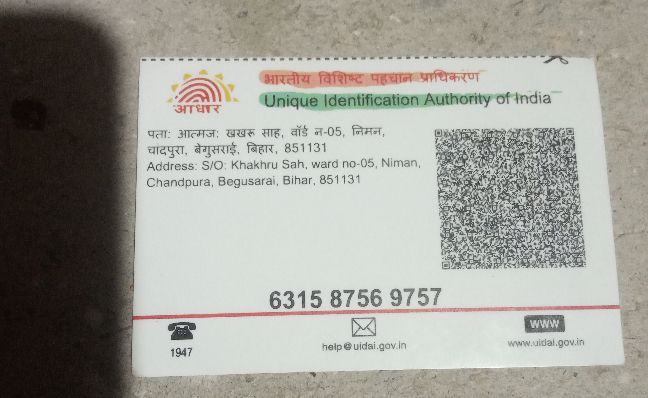 भारतीय विशिष्ट पहचान प्राधिकरण
Unique Identification Authority of India
आधार
पता: आत्मज: खखरू साह, वॉर्ड न-05, निमन,
चादपुरा, बेगुसराई, बिहार, 851131
Address: S/O: Khakhru Sah, ward no-05, Niman,
Chandpura, Begusarai, Bihar, 851131
6315 8756 9757
1947
help@uidai.gov.in
WWW
www.uidai.gov.in